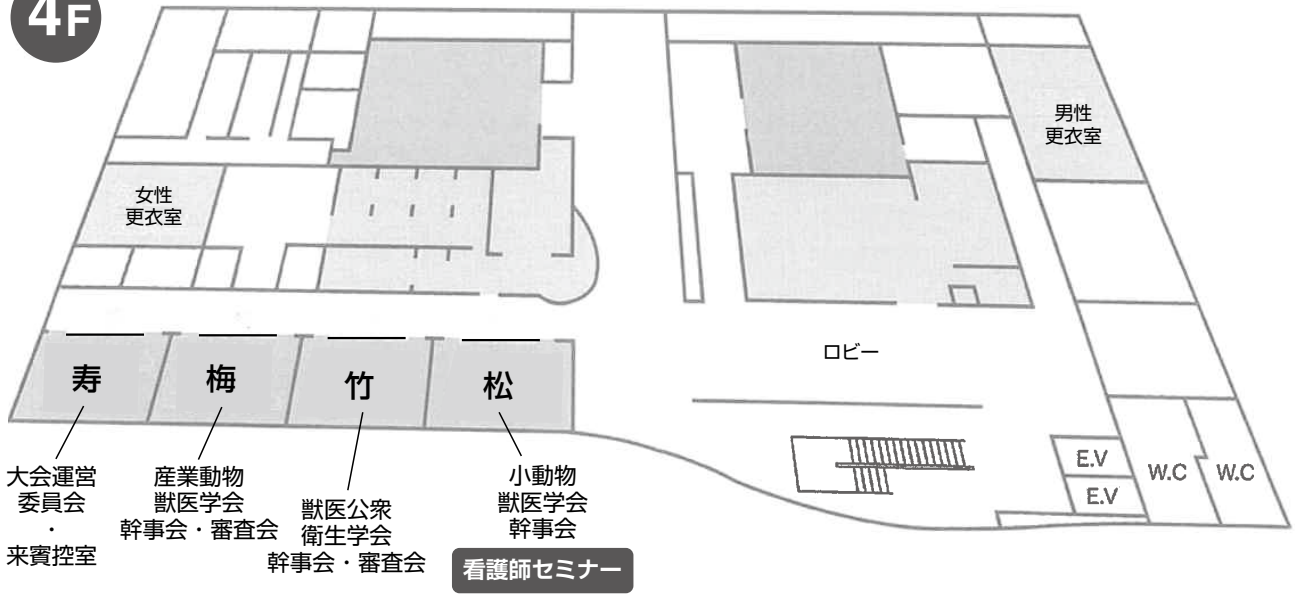 4F
男性
更衣室
女性
更衣室
ロビー
寿
梅
竹
松
大会運営
委員会
・
来賓控室
産業動物
獣医学会
幹事会・審査会
獣医公衆
衛生学会
幹事会・審査会
小動物
獣医学会
幹事会
看護師セミナー
E.V
E.V
W.C
W.C